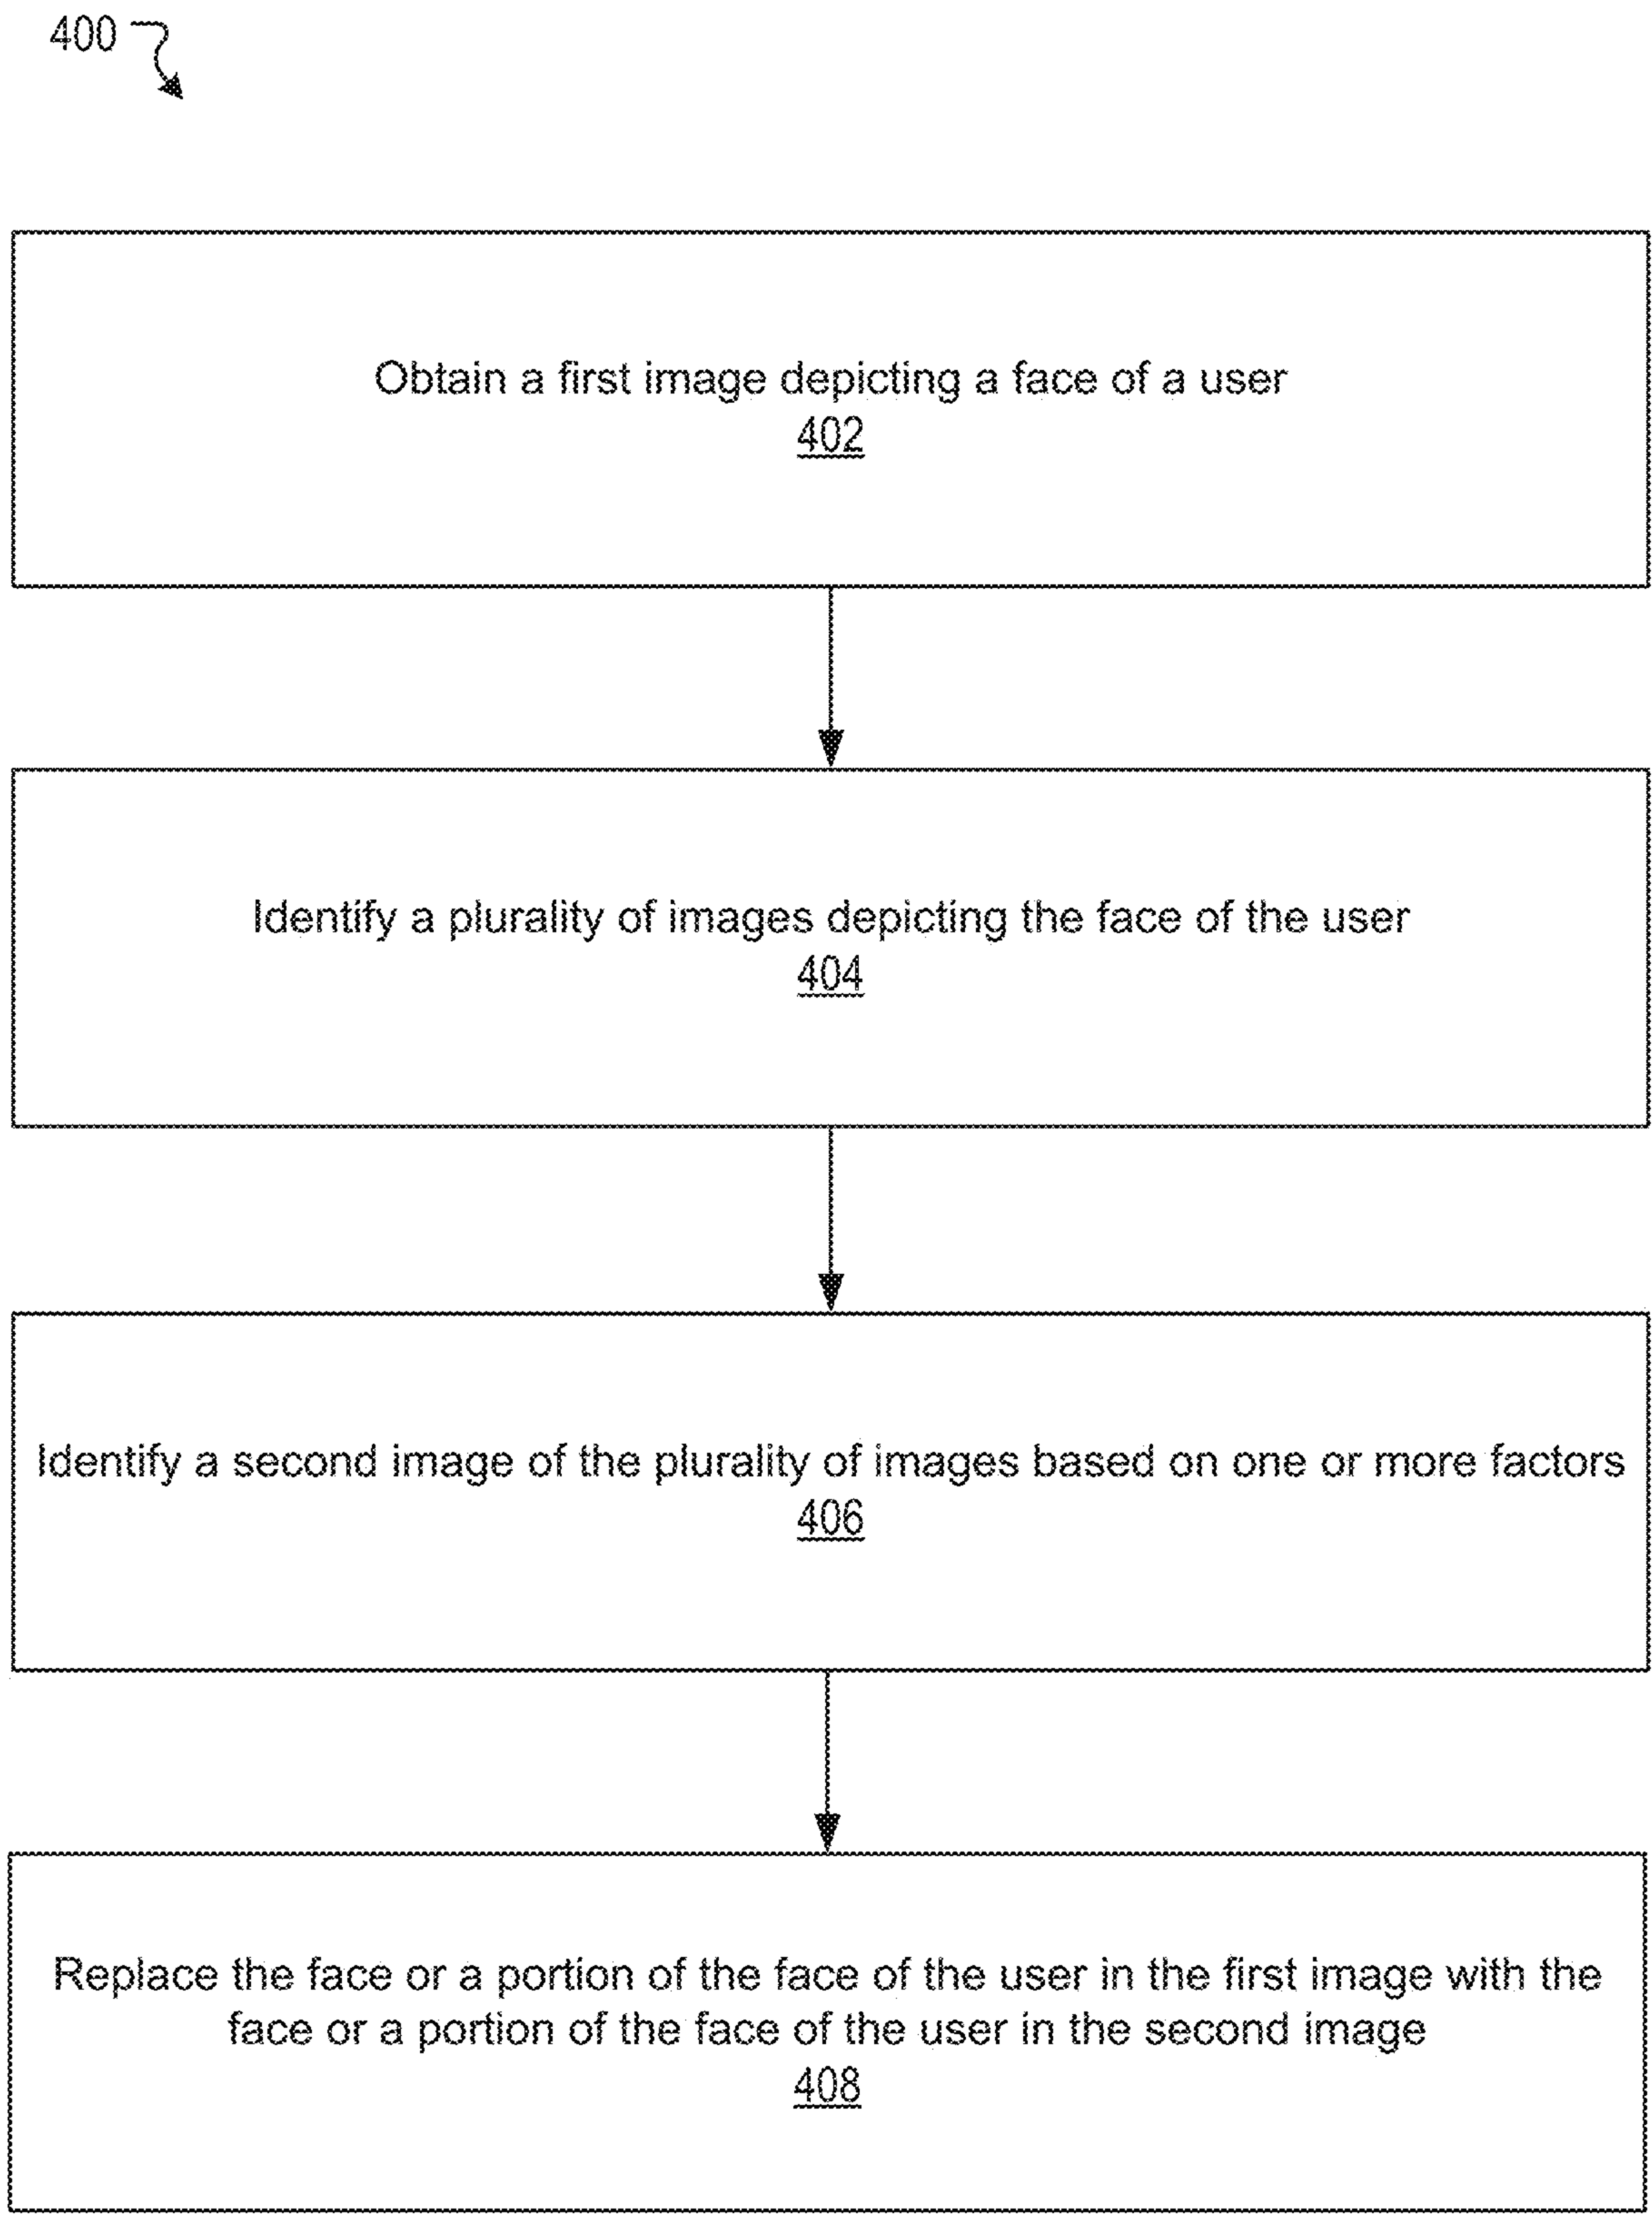 400
Obtain a first image depicting a face of a user
402
Identify a plurality of images depicting the face of the user
404
Identify a second image of the plurality of images based on one or more factors
406
Replace the face or a portion of the face of the user in the first image with the
face or a portion of the face of the user in the second image
408